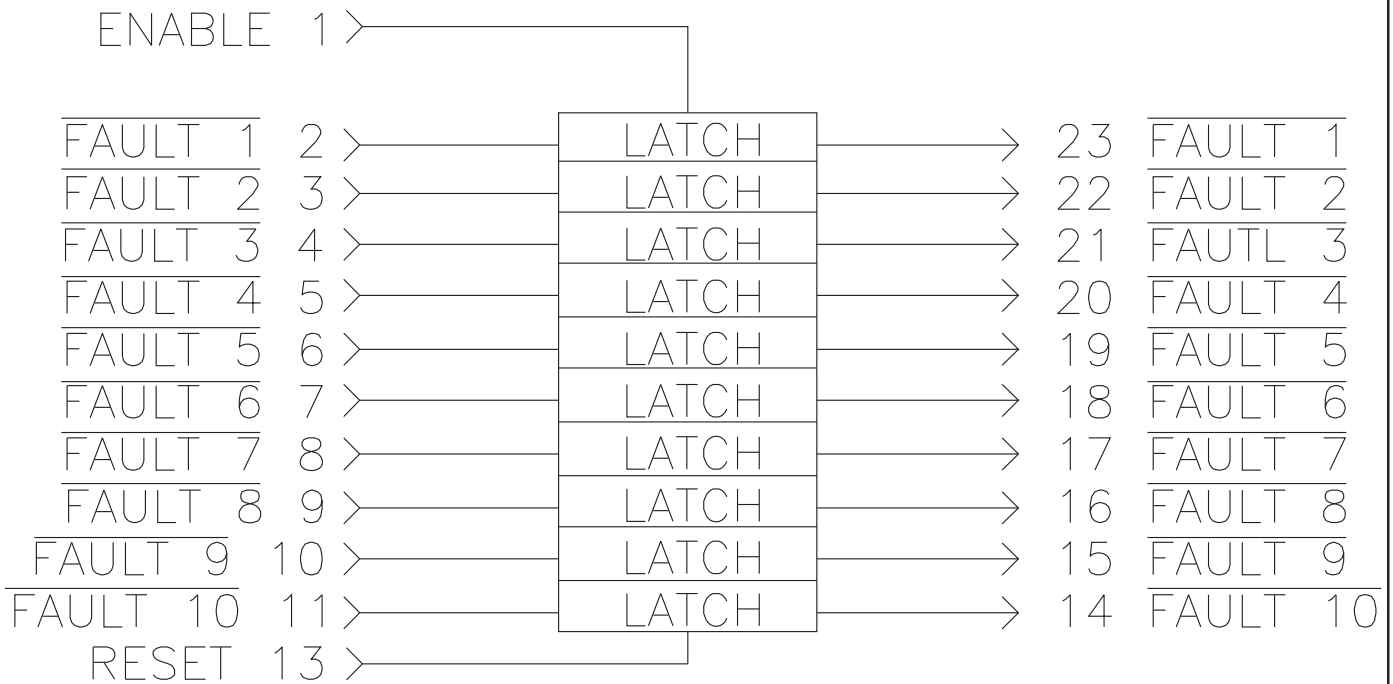 ENABLE 1
FAULT 1 2 LATCH 23 FAULT 1
FAULT 2 3 LATCH 22 FAULT 2
FAULT 3 4 LATCH 21 FAUTL 3
FAULT 4 5 LATCH 20 FAULT 4
FAULT 5 6 LATCH 19 FAULT 5
FAULT 6 7 LATCH 18 FAULT 6
FAULT 7 8 LATCH 17 FAULT 7
FAULT 8 9 LATCH 16 FAULT 8
FAULT 9 10 LATCH 15 FAULT 9
FAULT 10 11 LATCH 14 FAULT 10
RESET 13